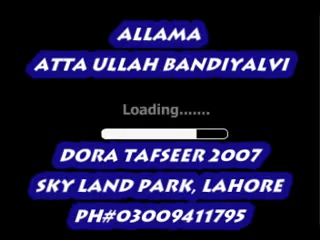 ALLAMA
ATTA ULLAH BANDIYALVI
Loading.......
DORA TAFSEER 2007
SKY LAND PARK, LAHORE
PH#03009411795